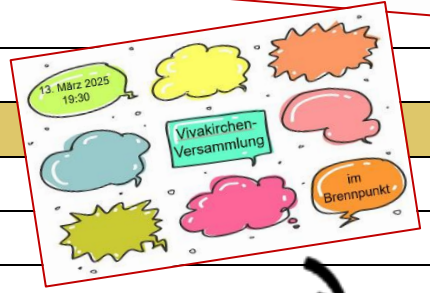 13. März 2025
19:30
Vivakirchen-
Versammlung
im
Brennpunkt